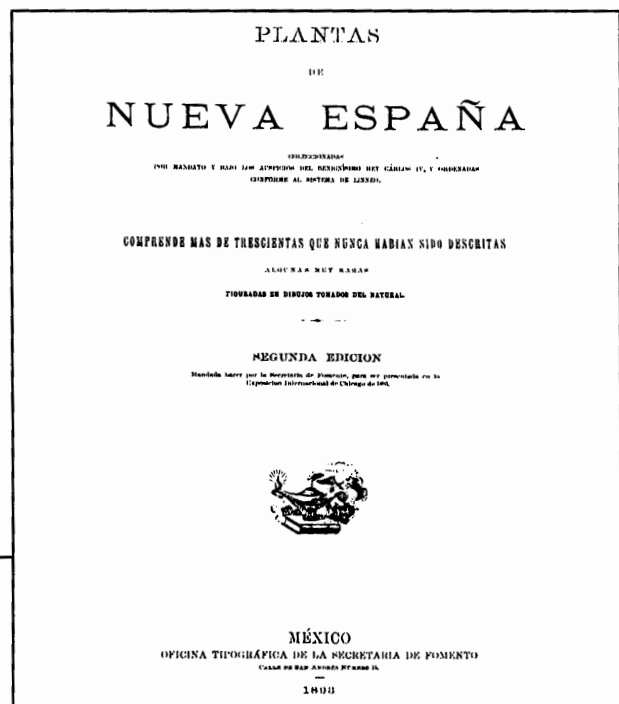 PLANTAS
DE
NUEVA ESPAÑA
COLECCIONADAS
POR MANDATO Y BAJO LOS AUSPICIOS DEL BENIGNÍSIMO REY CÁRLOS IV, Y ORDENADAS
CONFORME AL SISTEMA DE LINNEO.
COMPRENDE MAS DE TRESCIENTAS QUE NUNCA HABIAN SIDO DESCRITAS
ALGUNAS MUY RARAS
FIGURADAS EN DIBUJOS TOMADOS DEL NATURAL.
SEGUNDA EDICION
Mandada hacer por la Secretaría de Fomento, para ser presentada en la
Exposicion Internacional de Chicago de
MÉXICO
OFICINA TIPOGRÁFICA DE LA SECRETARIA DE FOMENTO
CALLE DE SAN ANDRÉS NÚMERO
1893